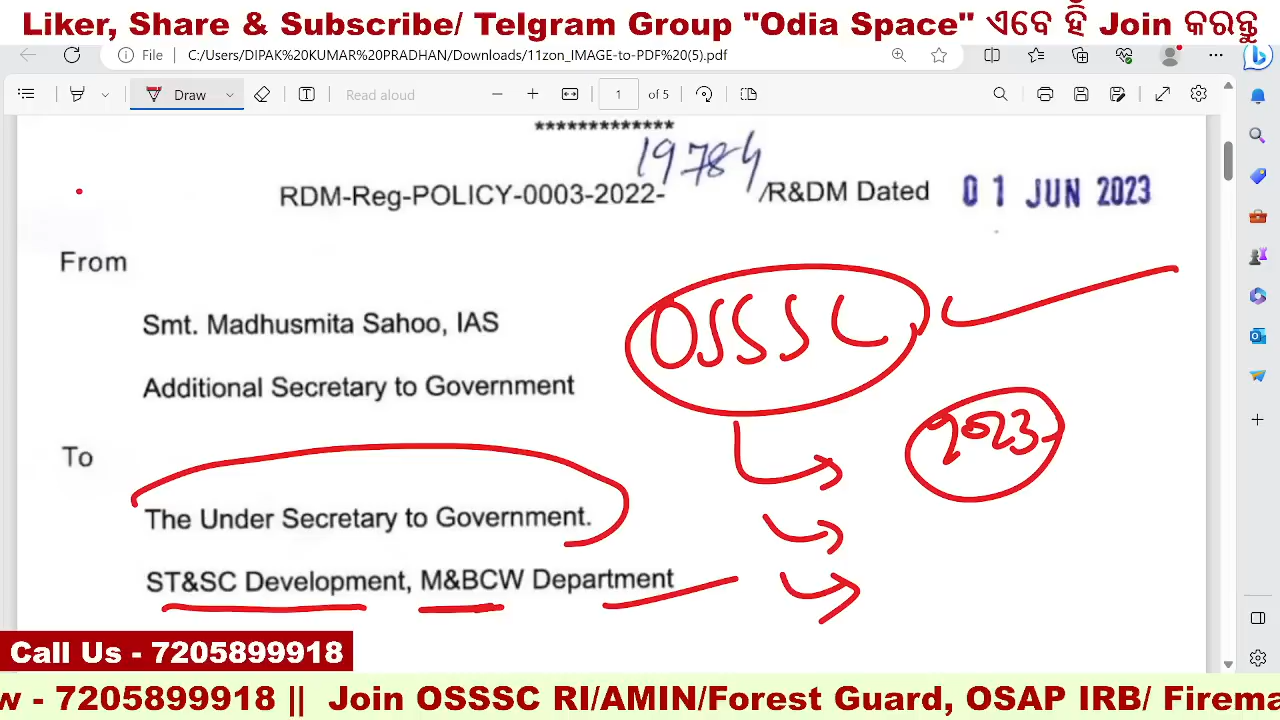 Liker, Share & Subscribe/ Telgram Group "Odia Space" ଏବେ ହିଁ Join କରନ୍ତୁ
File C:/Users/DIPAK%20KUMAR%20PRADHAN/Downloads/11zon_IMAGE-to-PDF%20(5).pdf
Draw Read aloud 1 of 5
*************
19784
RDM-Reg-POLICY-0003-2022- /R&DM Dated 01 JUN 2023
From
Smt. Madhusmita Sahoo, IAS
OSSSC
Additional Secretary to Government
2023
To
The Under Secretary to Government.
ST&SC Development, M&BCW Department
Call Us - 7205899918
w - 7205899918 || Join OSSSC RI/AMIN/Forest Guard, OSAP IRB/ Firema